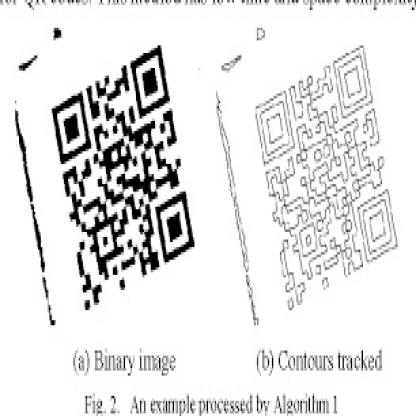 for QR codes. This method has low time and space complexity
(a) Binary image
(b) Contours tracked
Fig. 2. An example processed by Algorithm 1